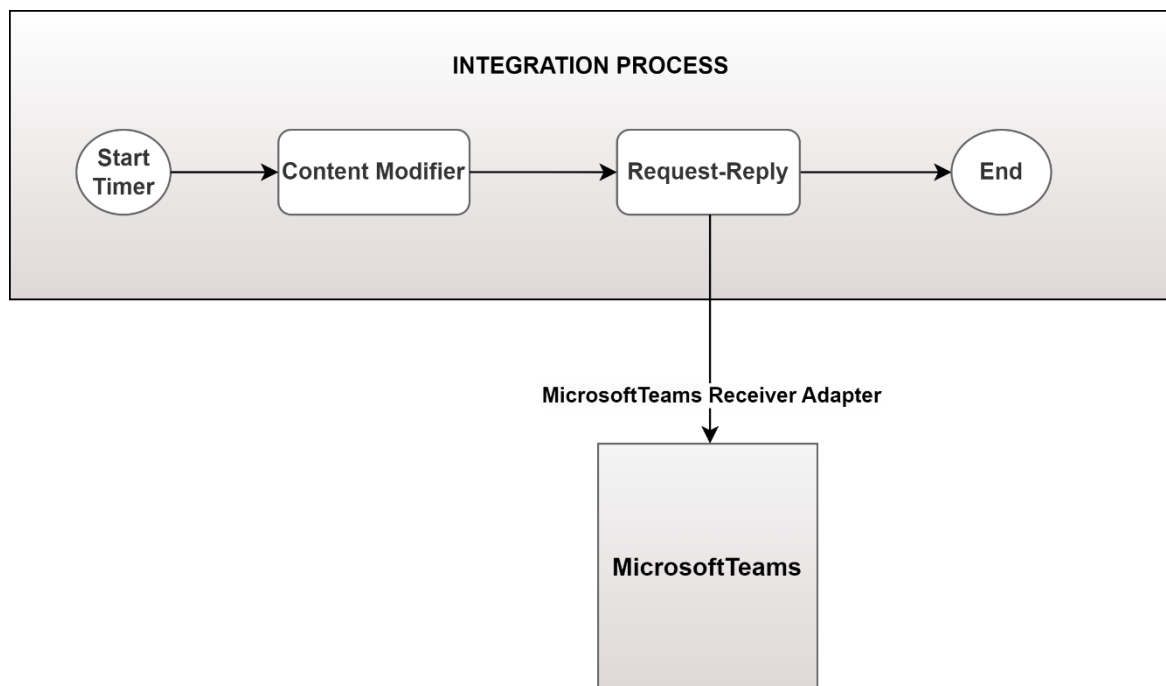 INTEGRATION PROCESS
Start
Timer
Content Modifier
Request-Reply
End
MicrosoftTeams Receiver Adapter
MicrosoftTeams